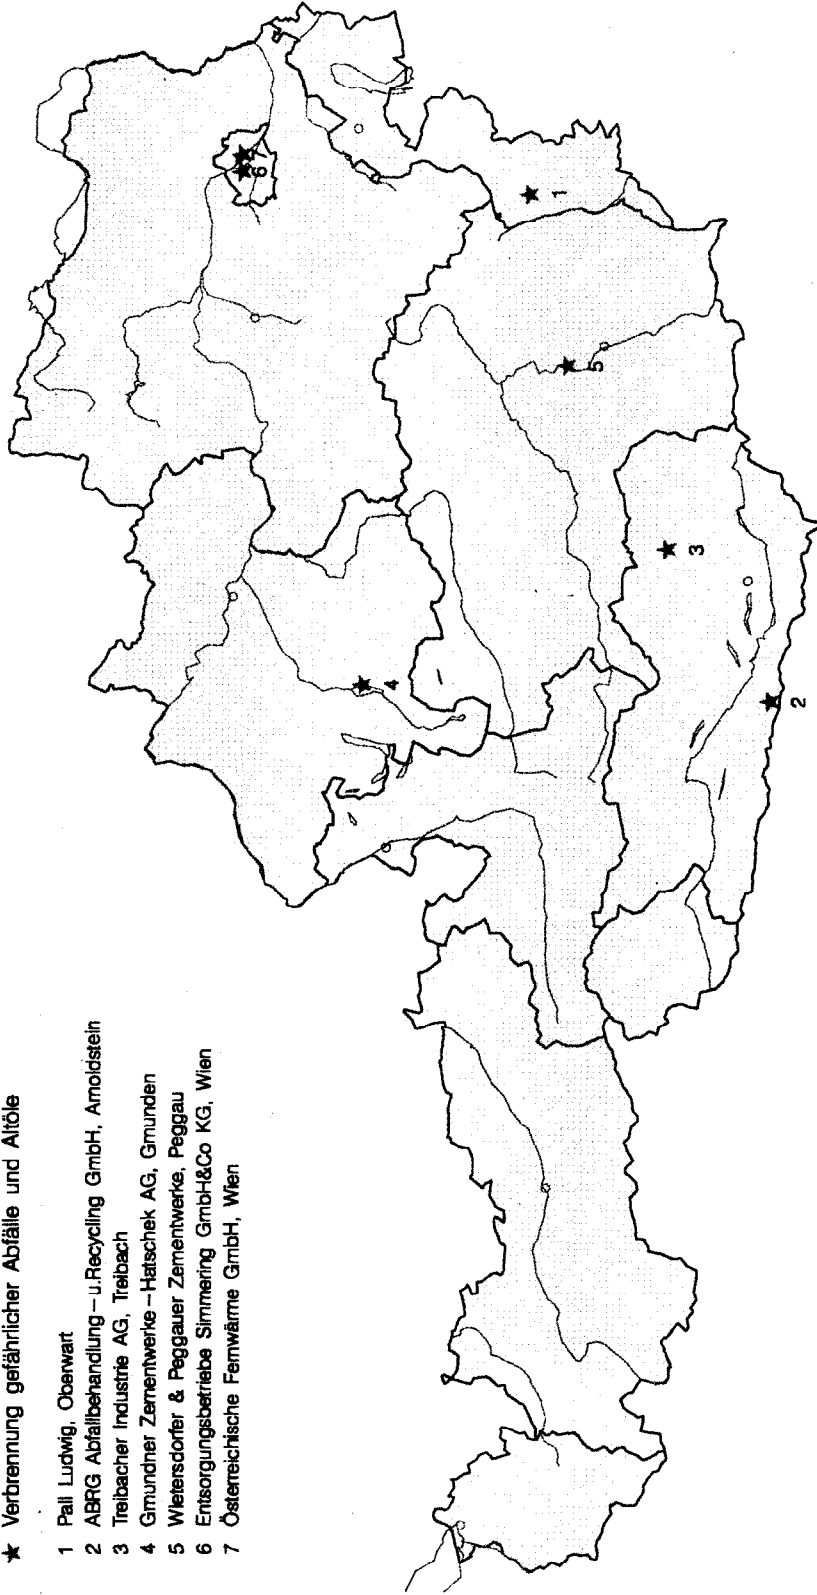 ★ Verbrennung gefährlicher Abfälle und Altöle
1 Pall Ludwig, Oberwart
2 ABRG Abfallbehandlung–u.Recycling GmbH, Arnoldstein
3 Treibacher Industrie AG, Treibach
4 Gmundner Zementwerke–Hatschek AG, Gmunden
5 Wietersdorfer & Peggauer Zementwerke, Peggau
6 Entsorgungsbetriebe Simmering GmbH&Co KG, Wien
7 Österreichische Fernwärme GmbH, Wien
6
7
1
5
4
3
2